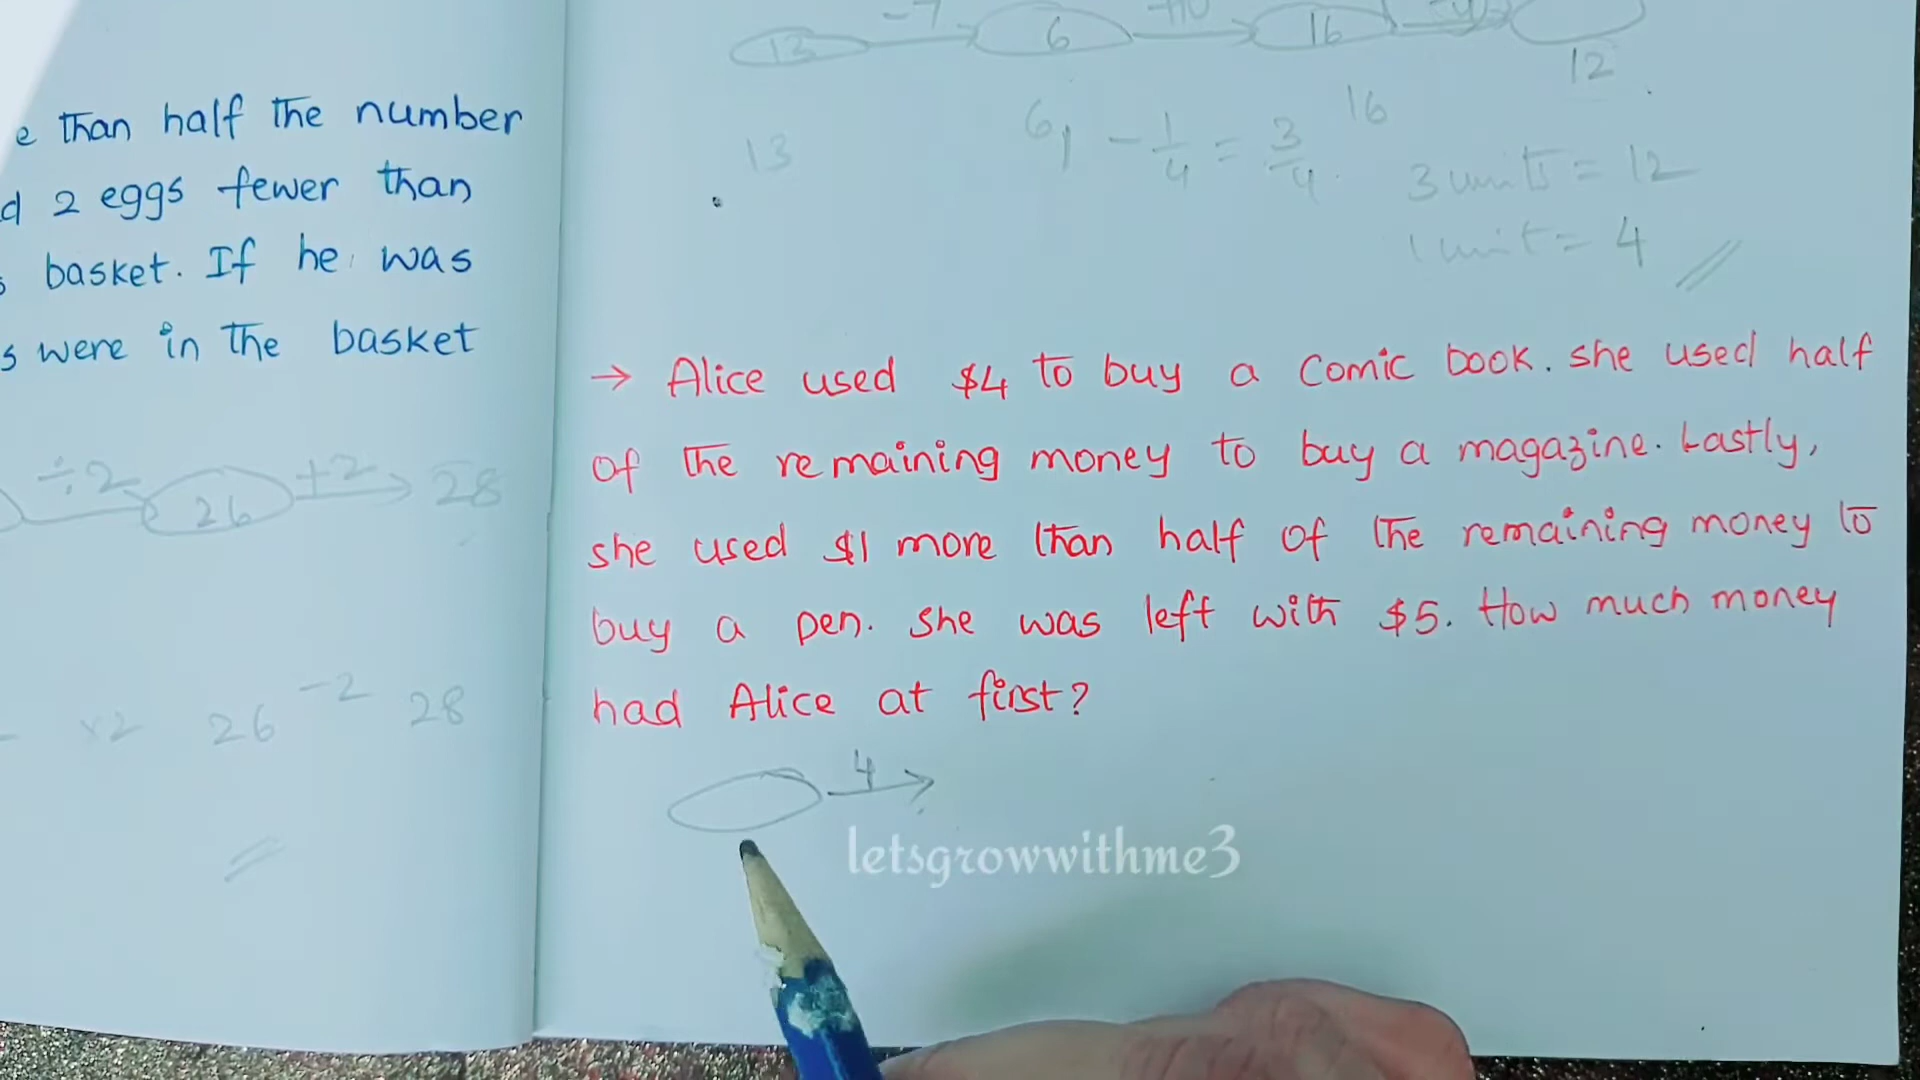 e than half the number
d 2 eggs fewer than
s basket. If he was
s were in the basket
÷2 26 +2 28
×2 26 -2 28
13 -7 6 +10 16
12
13 6 16
1 - 1/4 = 3/4
3 units = 12
1 unit = 4
→ Alice used $4 to buy a comic book. she used half
of the remaining money to buy a magazine. Lastly,
she used $1 more than half of the remaining money to
buy a pen. she was left with $5. How much money
had Alice at first?
4
letsgrowwithme3